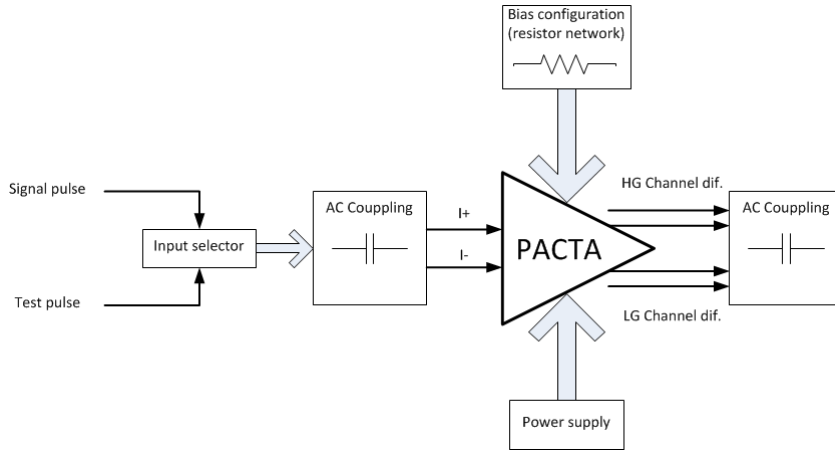 Bias configuration
(resistor network)
Signal pulse
HG Channel dif.
AC Couppling
I+
AC Coupling
Input selector
PACTA
I-
Test pulse
LG Channel dif.
Power supply